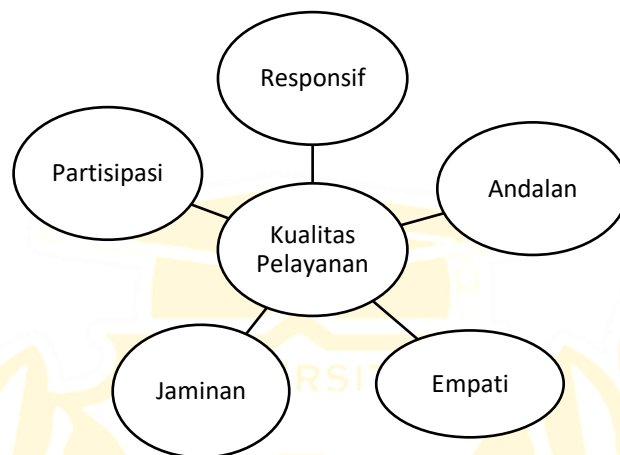 Responsif
Partisipasi
Andalan
Kualitas
Pelayanan
Jaminan
Empati